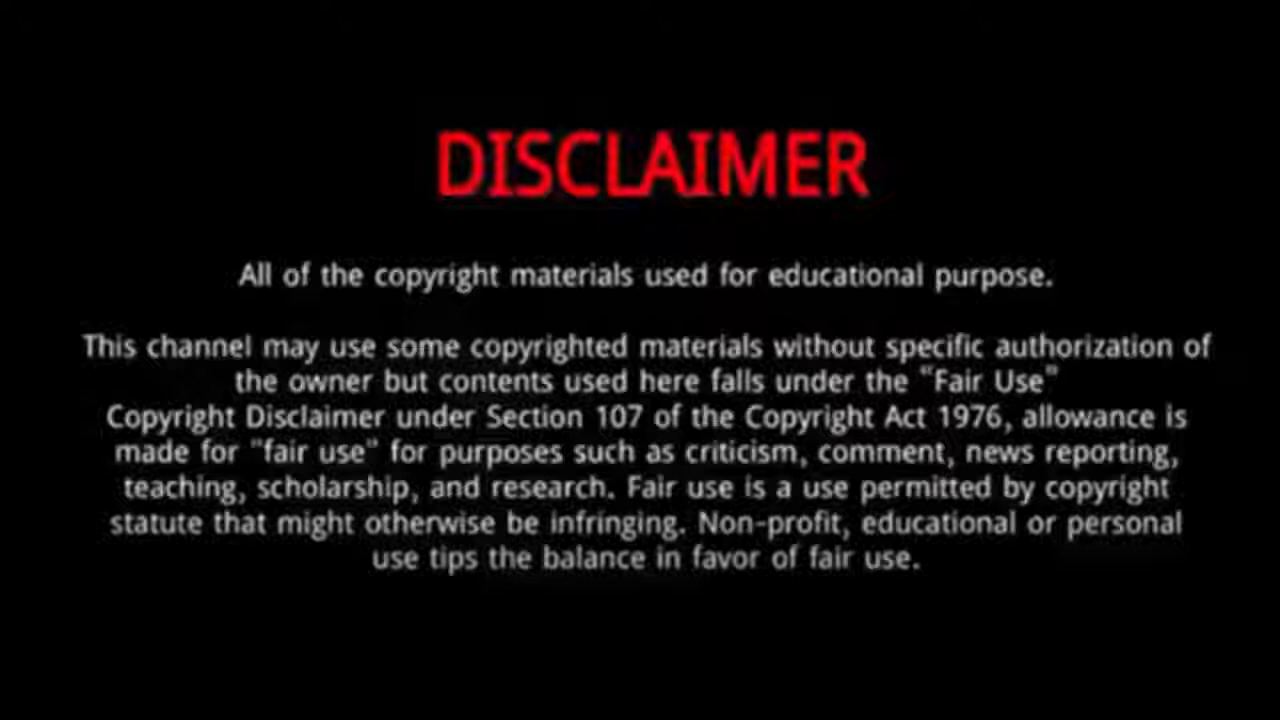 DISCLAIMER
All of the copyright materials used for educational purpose.
This channel may use some copyrighted materials without specific authorization of
the owner but contents used here falls under the “Fair Use”
Copyright Disclaimer under Section 107 of the Copyright Act 1976, allowance is
made for "fair use" for purposes such as criticism, comment, news reporting,
teaching, scholarship, and research. Fair use is a use permitted by copyright
statute that might otherwise be infringing. Non-profit, educational or personal
use tips the balance in favor of fair use.